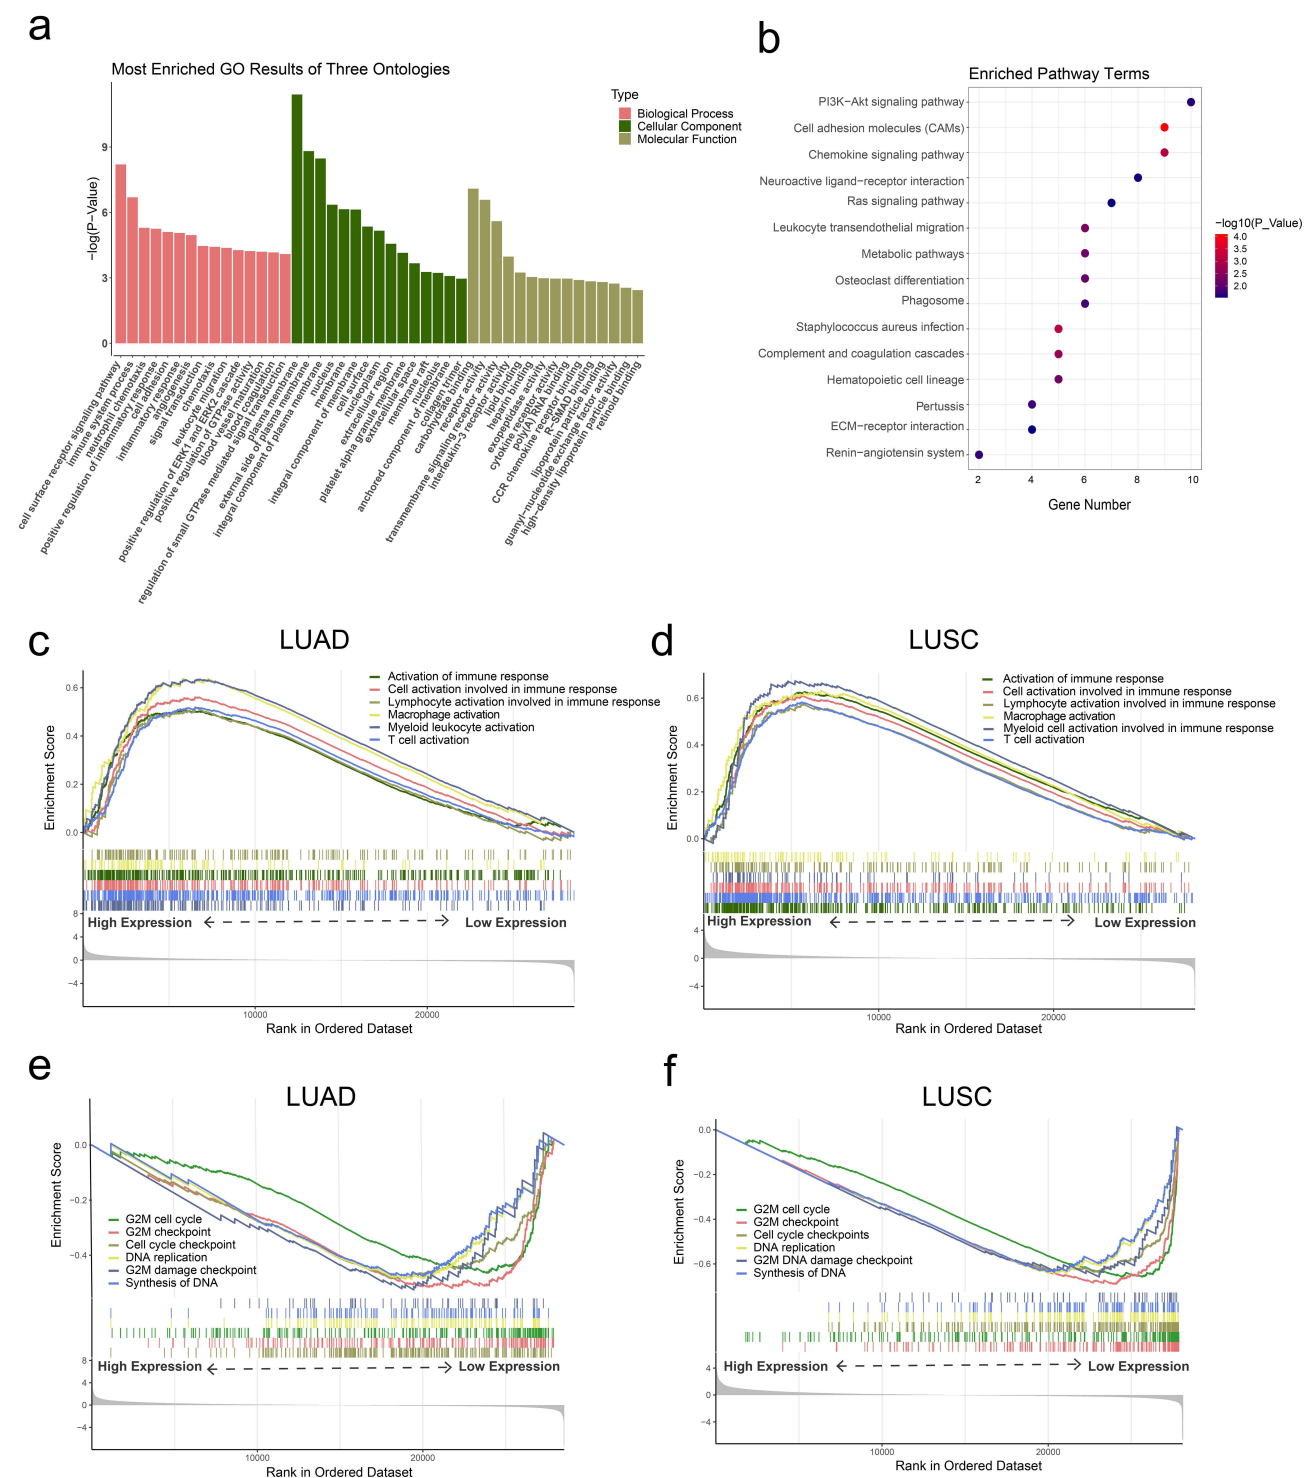 a
Most Enriched GO Results of Three Ontologies
−log(P−Value)
9
6
3
0
Type
Biological Process
Cellular Component
Molecular Function
cell surface receptor signaling pathway
immune system process
neutrophil chemotaxis
positive regulation of inflammatory response
cell adhesion
inflammatory response
angiogenesis
signal transduction
chemotaxis
leukocyte migration
positive regulation of ERK1 and ERK2 cascade
positive regulation of GTPase activity
blood vessel maturation
blood coagulation
regulation of small GTPase mediated signal transduction
plasma membrane
external side of plasma membrane
integral component of plasma membrane
nucleus
membrane
integral component of membrane
cell surface
nucleoplasm
extracellular region
platelet alpha granule membrane
extracellular space
membrane raft
nucleolus
anchored component of membrane
collagen trimer
carbohydrate binding
receptor activity
transmembrane signaling receptor activity
interleukin−3 receptor activity
lipid binding
heparin binding
exopeptidase activity
cytokine receptor activity
poly(A) RNA binding
CCR chemokine receptor binding
R−SMAD binding
lipoprotein particle binding
guanyl−nucleotide exchange factor activity
high−density lipoprotein particle binding
retinoid binding
b
Enriched Pathway Terms
PI3K−Akt signaling pathway
Cell adhesion molecules (CAMs)
Chemokine signaling pathway
Neuroactive ligand−receptor interaction
Ras signaling pathway
Leukocyte transendothelial migration
Metabolic pathways
Osteoclast differentiation
Phagosome
Staphylococcus aureus infection
Complement and coagulation cascades
Hematopoietic cell lineage
Pertussis
ECM−receptor interaction
Renin−angiotensin system
2 4 6 8 10
Gene Number
−log10(P_Value)
4.0
3.5
3.0
2.5
2.0
c
LUAD
Enrichment Score
0.6
0.4
0.2
0.0
Activation of immune response
Cell activation involved in immune response
Lymphocyte activation involved in immune response
Macrophage activation
Myeloid leukocyte activation
T cell activation
High Expression
Low Expression
8
4
0
−4
10000 20000
Rank in Ordered Dataset
d
LUSC
Enrichment Score
0.6
0.4
0.2
0.0
Activation of immune response
Cell activation involved in immune response
Lymphocyte activation involved in immune response
Macrophage activation
Myeloid cell activation involved in immune response
T cell activation
High Expression
Low Expression
4
0
−4
10000 20000
Rank in Ordered Dataset
e
LUAD
Enrichment Score
0.0
−0.2
−0.4
G2M cell cycle
G2M checkpoint
Cell cycle checkpoint
DNA replication
G2M damage checkpoint
Synthesis of DNA
High Expression
Low Expression
8
4
0
−4
10000 20000
Rank in Ordered Dataset
f
LUSC
Enrichment Score
0.0
−0.2
−0.4
−0.6
G2M cell cycle
G2M checkpoint
Cell cycle checkpoints
DNA replication
G2M DNA damage checkpoint
Synthesis of DNA
High Expression
Low Expression
4
0
−4
10000 20000
Rank in Ordered Dataset